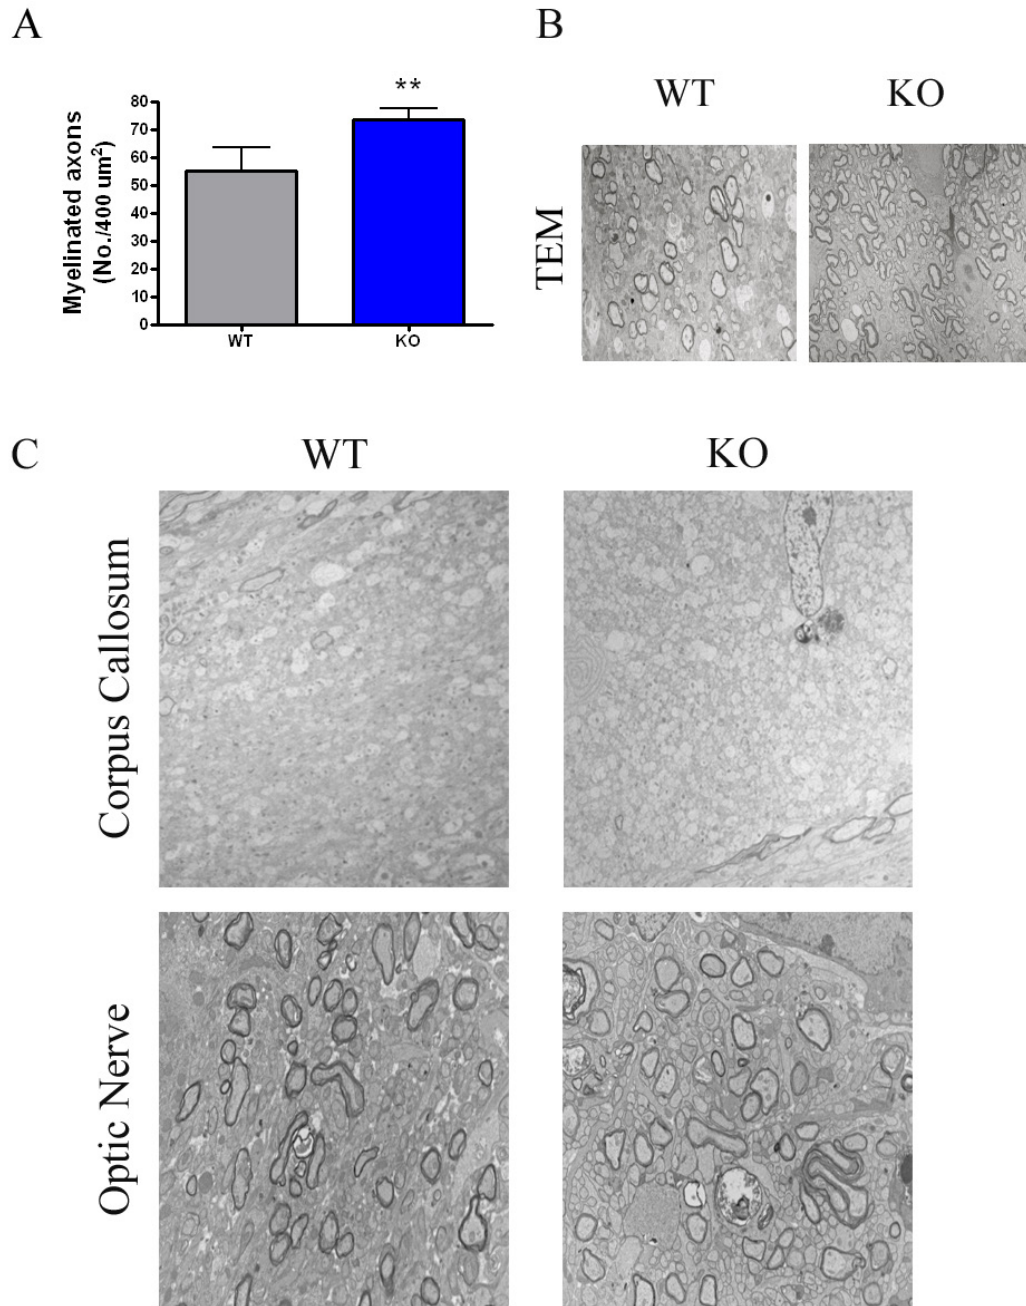 A
Myelinated axons
(No./400 um²)
80
70
60
50
40
30
20
10
0
**
WT
KO
B
WT
KO
TEM
C
WT
KO
Corpus Callosum
Optic Nerve